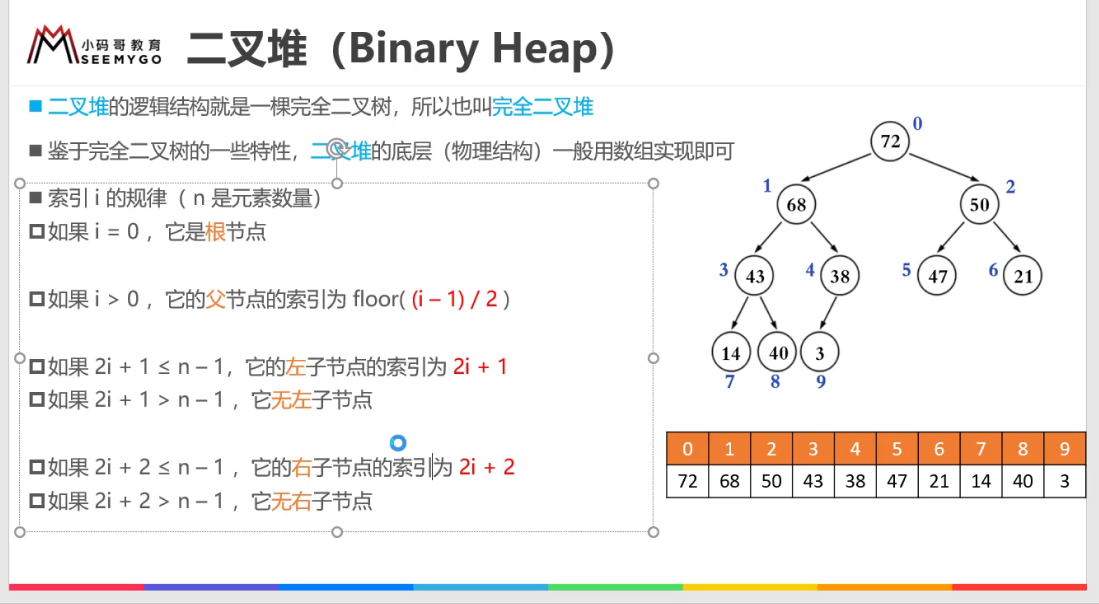 小码哥教育
SEEMYGO
二叉堆（Binary Heap）
二叉堆的逻辑结构就是一棵完全二叉树，所以也叫完全二叉堆
鉴于完全二叉树的一些特性，二叉堆的底层（物理结构）一般用数组实现即可
索引 i 的规律（ n 是元素数量）
如果 i = 0 ，它是根节点
如果 i > 0 ，它的父节点的索引为 floor( (i – 1) / 2 )
如果 2i + 1 ≤ n – 1，它的左子节点的索引为 2i + 1
如果 2i + 1 > n – 1 ，它无左子节点
如果 2i + 2 ≤ n – 1 ，它的右子节点的索引为 2i + 2
如果 2i + 2 > n – 1 ，它无右子节点
72 0
1 68 50 2
3 43 4 38 5 47 6 21
14 40 3
7 8 9
0 1 2 3 4 5 6 7 8 9
72 68 50 43 38 47 21 14 40 3